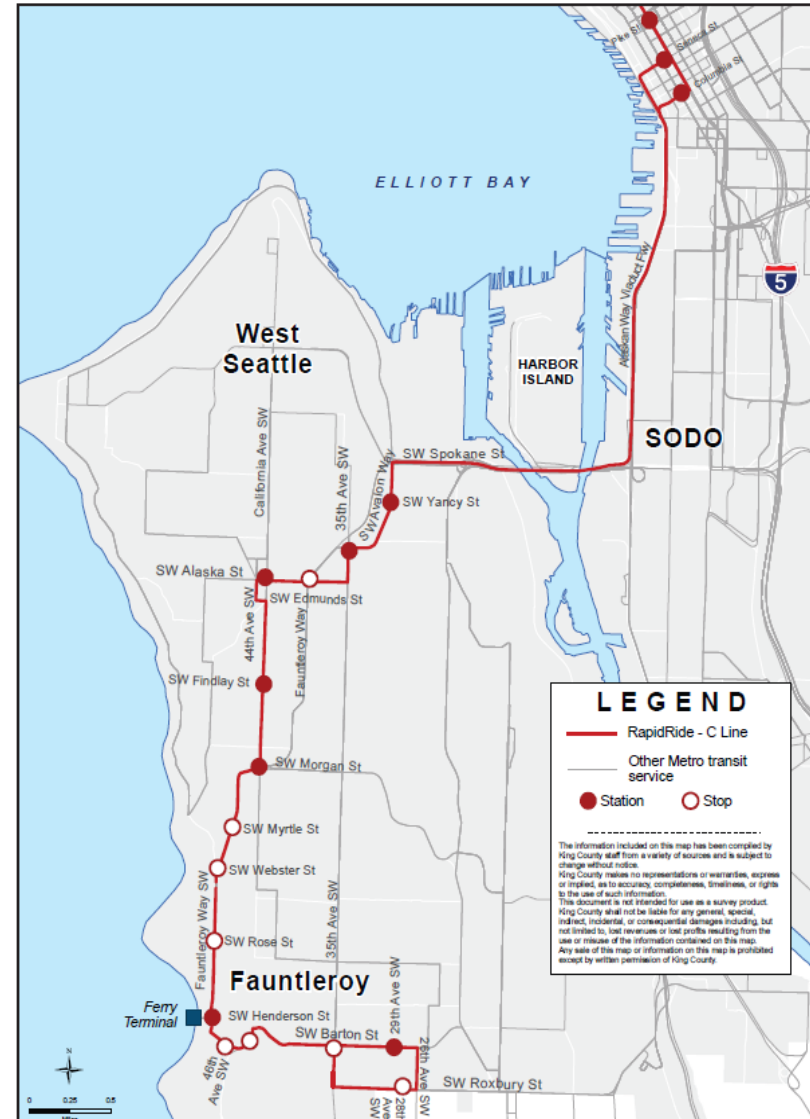 Pike St
Seneca St
Columbia St
ELLIOTT BAY
5
Alaskan Way Viaduct Fwy
West
Seattle
HARBOR
ISLAND
SODO
SW Spokane St
California Ave SW
35th Ave SW
SW Avalon Way
SW Yancy St
SW Alaska St
SW Edmunds St
44th Ave SW
Fauntleroy Way
SW Findlay St
SW Morgan St
SW Myrtle St
SW Webster St
Fauntleroy Way SW
35th Ave SW
SW Rose St
Fauntleroy
29th Ave SW
Ferry
Terminal
SW Henderson St
SW Barton St
46th
Ave SW
26th Ave SW
SW Roxbury St
28th
Ave
SW
N
0 0.25 0.5
Miles
LEGEND
RapidRide - C Line
Other Metro transit
service
Station Stop
The information included on this map has been compiled by
King County staff from a variety of sources and is subject to
change without notice.
King County makes no representations or warranties, express
or implied, as to accuracy, completeness, timeliness, or rights
to the use of such information.
This document is not intended for use as a survey product.
King County shall not be liable for any general, special,
indirect, incidental, or consequential damages including, but
not limited to, lost revenues or lost profits resulting from the
use or misuse of the information contained on this map.
Any sale of this map or information on this map is prohibited
except by written permission of King County.